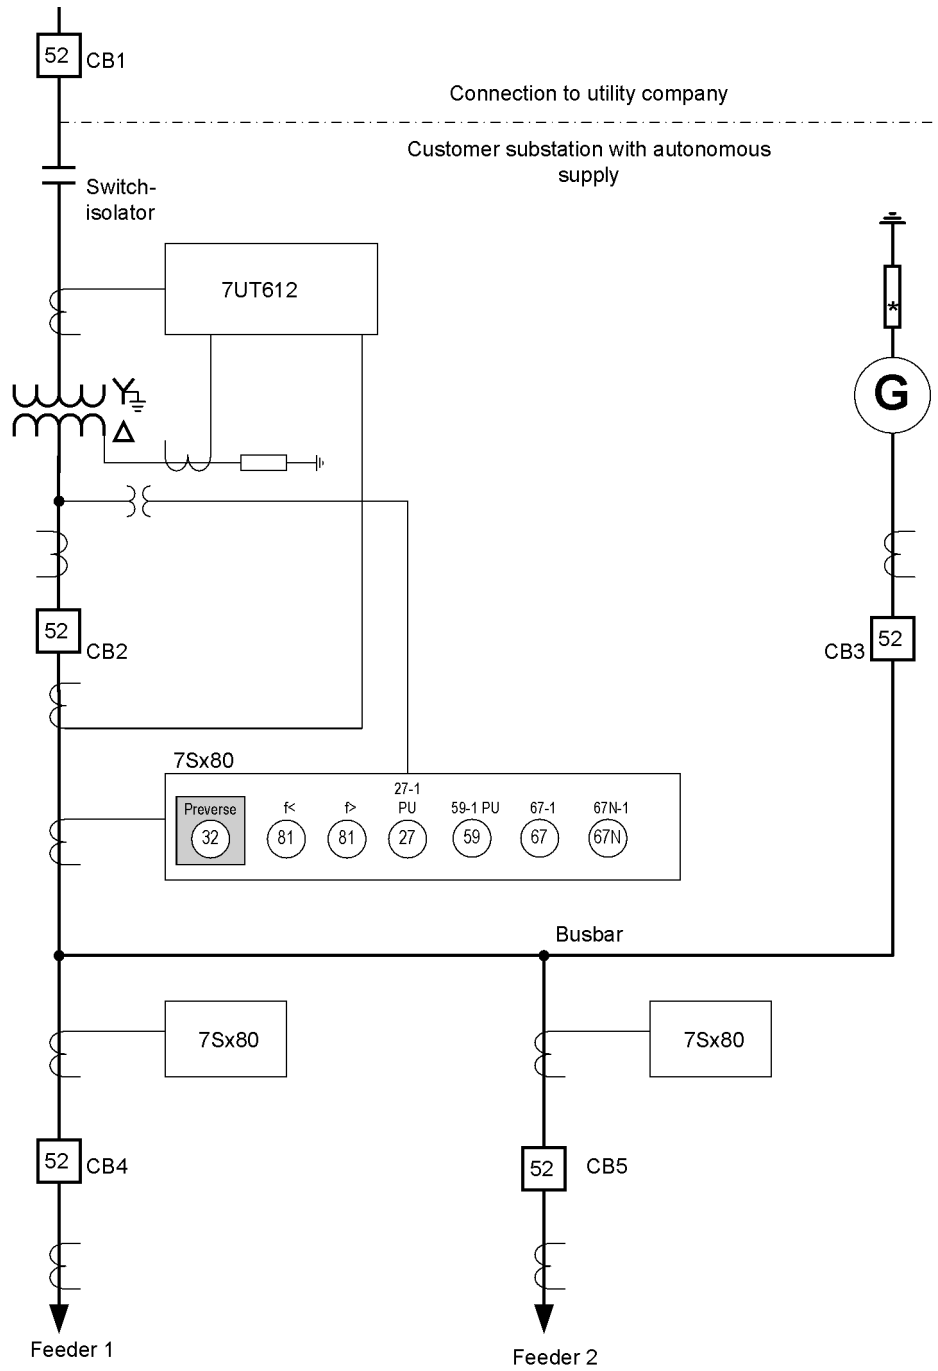 52
CB1
Connection to utility company
Customer substation with autonomous
supply
Switch-
isolator
7UT612
*
G
52
CB2
CB3
52
7Sx80
27-1
Preverse
f<
f>
PU
59-1 PU
67-1
67N-1
32
81
81
27
59
67
67N
Busbar
7Sx80
7Sx80
52
CB4
52
CB5
Feeder 1
Feeder 2